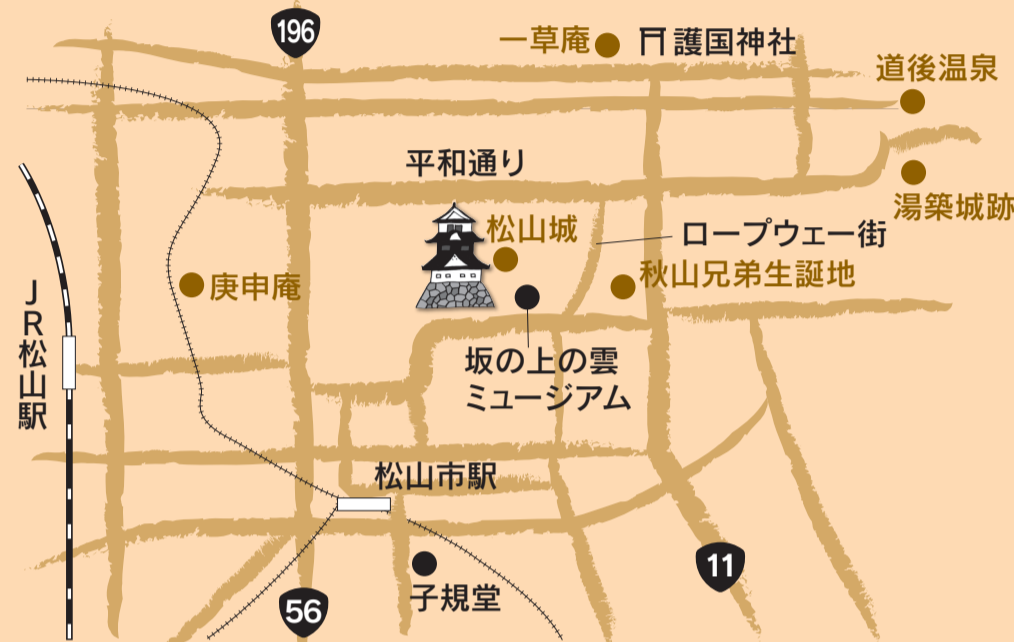 196
一草庵
護国神社
道後温泉
平和通り
湯築城跡
松山城
ロープウェー街
秋山兄弟生誕地
庚申庵
JR松山駅
坂の上の雲
ミュージアム
松山市駅
11
子規堂
56